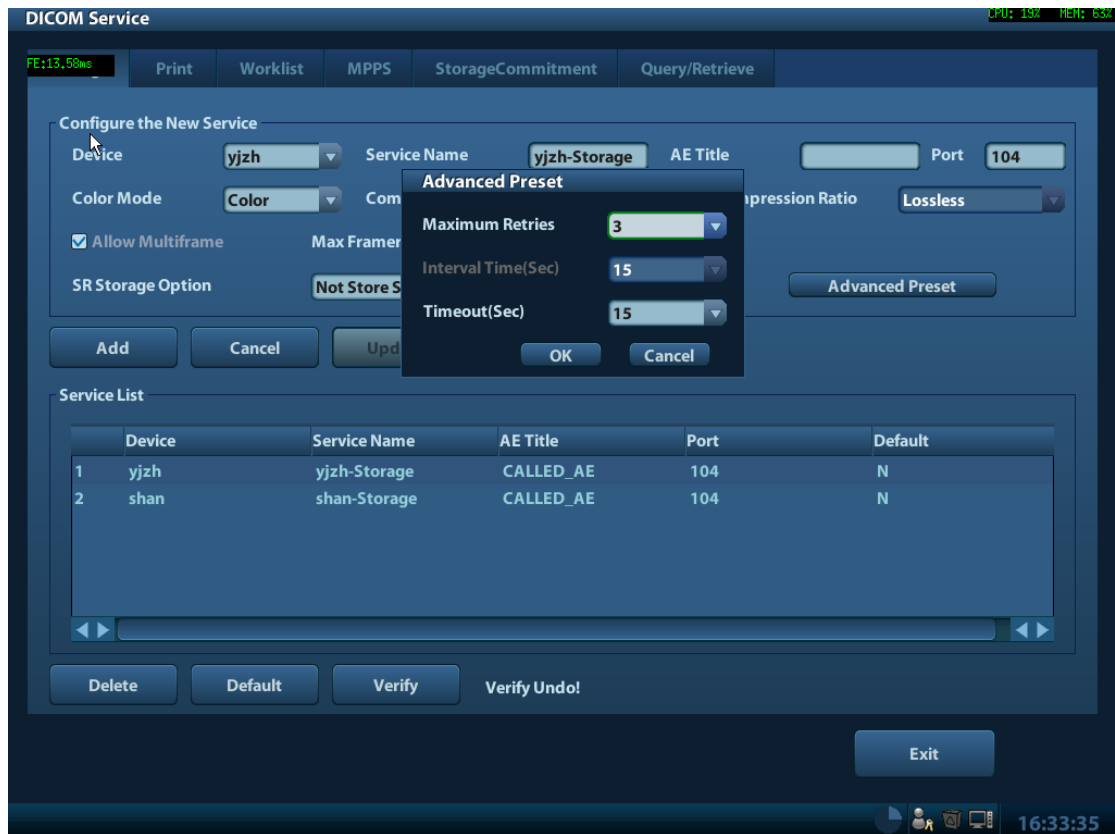 DICOM Service
CPU: 19% MEM: 63%
FE:13.58ms
Print Worklist MPPS StorageCommitment Query/Retrieve
Configure the New Service
Device yjzh Service Name yjzh-Storage AE Title Port 104
Color Mode Color Com pression Ratio Lossless
Allow Multiframe Max Framer
SR Storage Option Not Store S Advanced Preset
Advanced Preset
Maximum Retries 3
Interval Time(Sec) 15
Timeout(Sec) 15
OK Cancel
Add Cancel Upd
Service List
Device Service Name AE Title Port Default
1 yjzh yjzh-Storage CALLED_AE 104 N
2 shan shan-Storage CALLED_AE 104 N
Delete Default Verify Verify Undo!
Exit
16:33:35